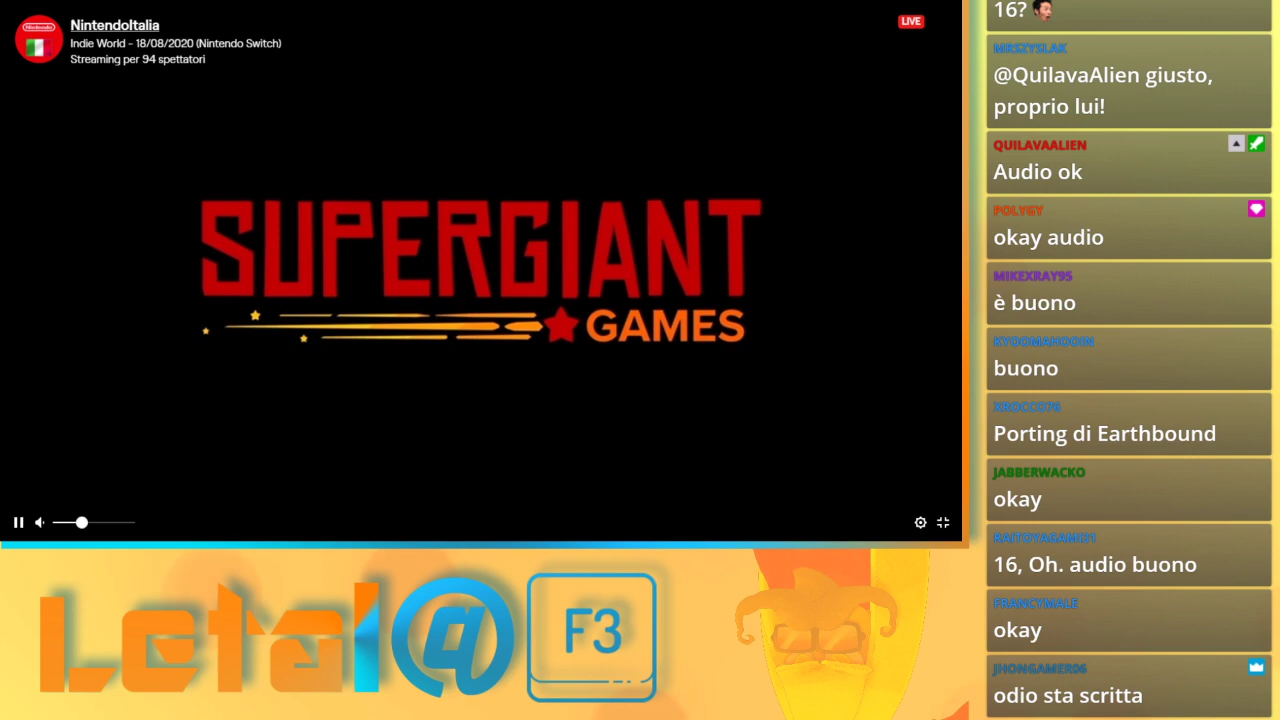 NintendoItalia
Indie World - 18/08/2020 (Nintendo Switch)
Streaming per 94 spettatori
LIVE
SUPERGIANT
GAMES
Letal@ F3
16?
MRSZYSLAK
@QuilavaAlien giusto,
proprio lui!
QUILAVAALIEN
Audio ok
POLYGY
okay audio
MIKEXRAY95
è buono
KYOOMAHOOIN
buono
XROCCO76
Porting di Earthbound
JABBERWACKO
okay
RAITOYAGAMI31
16, Oh. audio buono
FRANCYMALE
okay
JHONGAMER06
odio sta scritta